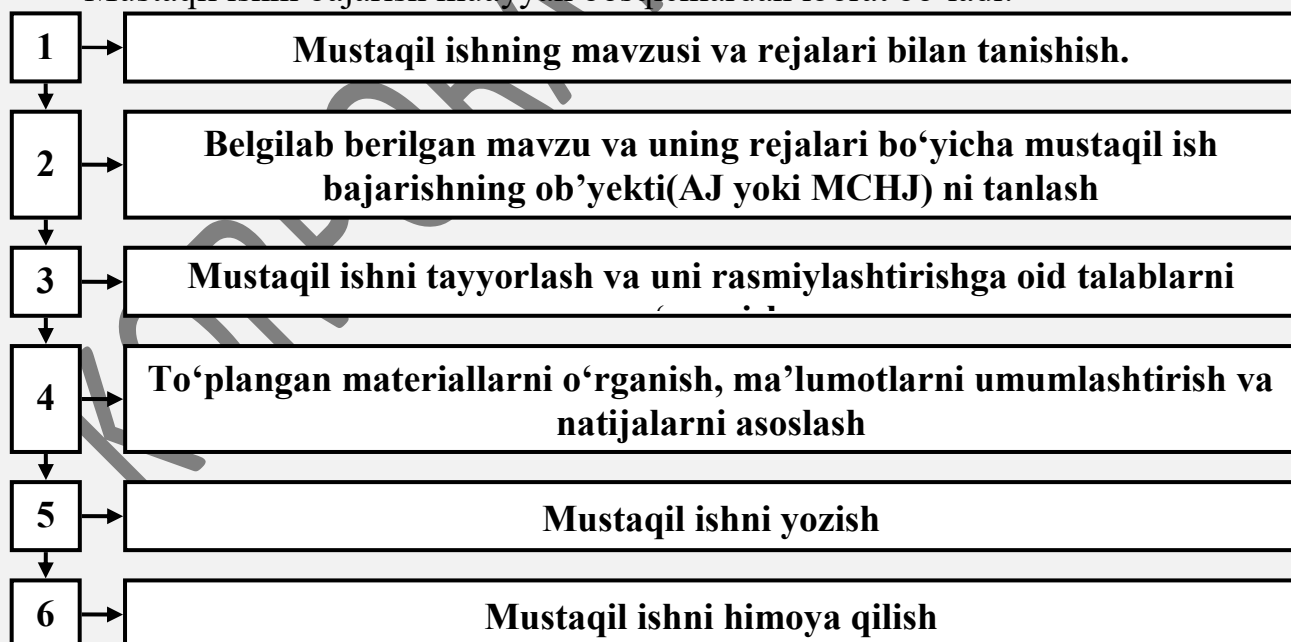 1
Mustaqil ishning mavzusi va rejalari bilan tanishish.
2
Belgilab berilgan mavzu va uning rejalari bo‘yicha mustaqil ish
bajarishning ob’yekti(AJ yoki MCHJ) ni tanlash
3
Mustaqil ishni tayyorlash va uni rasmiylashtirishga oid talablarni
4
To‘plangan materiallarni o‘rganish, ma’lumotlarni umumlashtirish va
natijalarni asoslash
5
Mustaqil ishni yozish
6
Mustaqil ishni himoya qilish